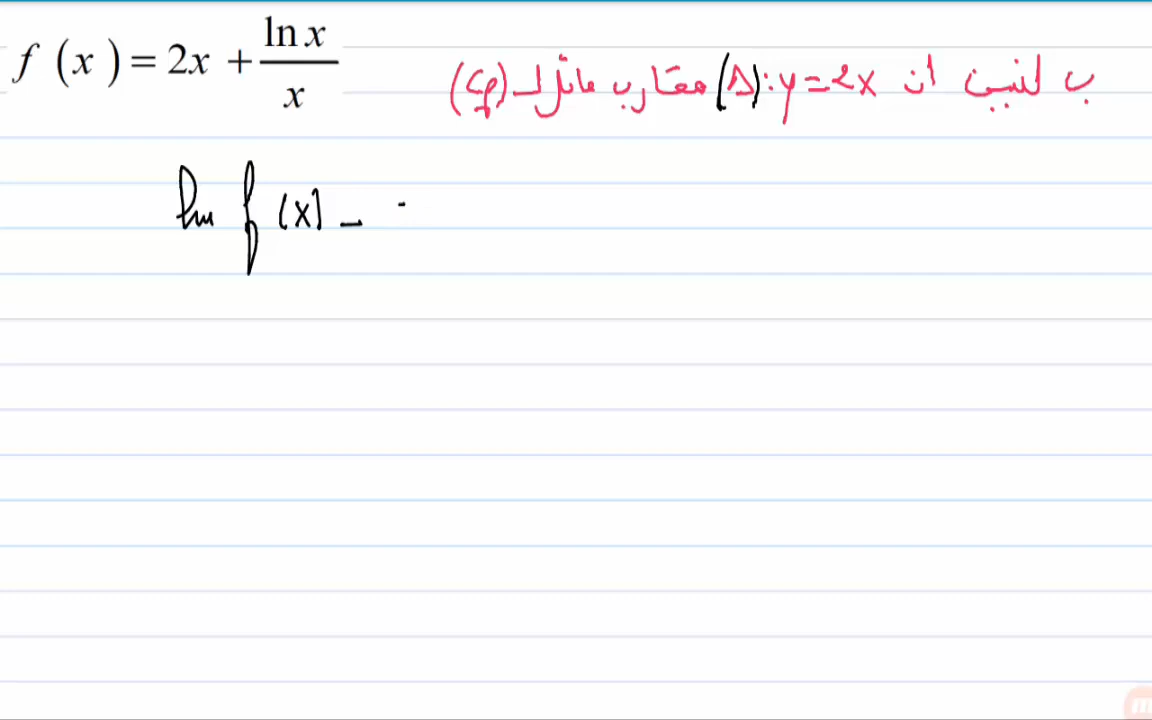 f (x) = 2x + ln x / x
ب لنبين ان (Δ): y = 2x مقارب مائل لـ (Cf)
lim f (x) -